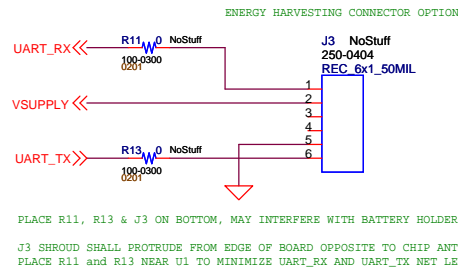 ENERGY HARVESTING CONNECTOR OPTION
R11 0 NoStuff
J3 NoStuff
250-0404
REC_6x1_50MIL
UART_RX
100-0300
0201
1
VSUPPLY
2
3
4
5
R13 0 NoStuff
UART_TX
6
100-0300
0201
PLACE R11, R13 & J3 ON BOTTOM, MAY INTERFERE WITH BATTERY HOLDER
J3 SHROUD SHALL PROTRUDE FROM EDGE OF BOARD OPPOSITE TO CHIP ANT
PLACE R11 and R13 NEAR U1 TO MINIMIZE UART_RX AND UART_TX NET LE